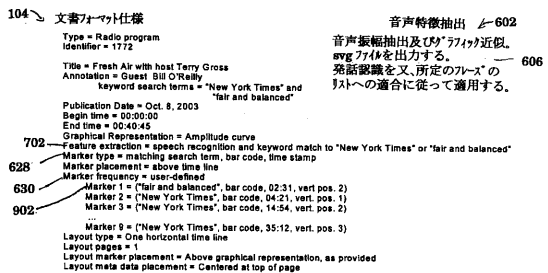 104
文書フォーマット仕様
Type = Radio program
Identifier = 1772
Title = Fresh Air with host Terry Gross
Annotation = Guest Bill O'Reilly
keyword search terms = "New York Times" and
"fair and balanced"
Publication Date = Oct. 8, 2003
Begin time = 00:00:00
End time = 00:40:45
Graphical Representation = Amplitude curve
702
Feature extraction = speech recognition and keyword match to "New York Times" or "fair and balanced"
628
Marker type = matching search term, bar code, time stamp
Marker placement = above time line
630
Marker frequency = user-defined
902
Marker 1 = ("fair and balanced", bar code, 02:31, vert pos. 2)
Marker 2 = ("New York Times", bar code, 04:21, vert. pos. 1)
Marker 3 = ("New York Times", bar code, 14:54, vert pos. 2)
...
Marker 9 = ("New York Times", bar code, 35:12, vert. pos. 3)
Layout type = One horizontal time line
Layout pages = 1
Layout marker placement = Above graphical representation, as provided
Layout meta data placement = Centered at top of page
音声特徴抽出
602
音声振幅抽出及びグラフィック近似。
svg ファイルを出力する。
606
発話認識を又、所定のフレーズの
リストへの適合に従って適用する。